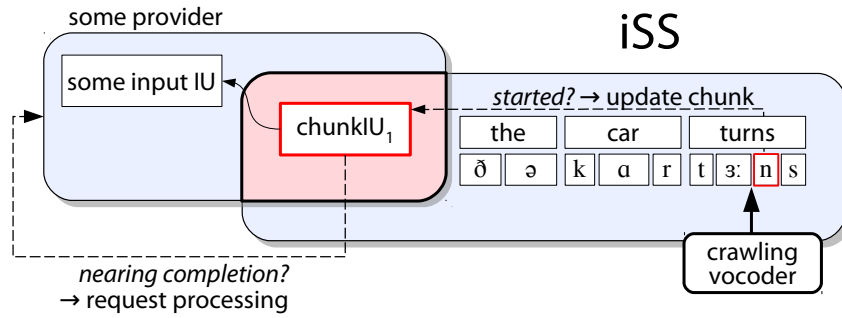 some provider
iSS
some input IU
chunkIU1
started? → update chunk
the car turns
ð ə k ɑ r t ɜː n s
crawling
vocoder
nearing completion?
→ request processing